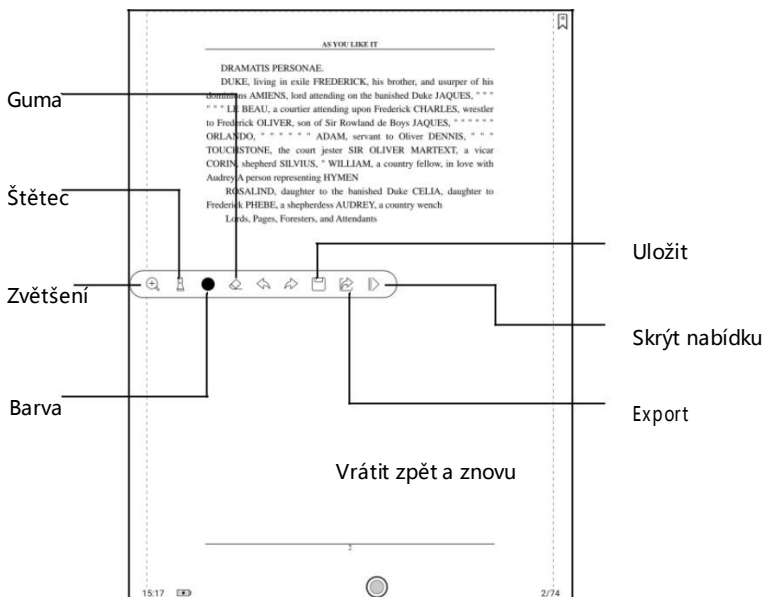 AS YOU LIKE IT
DRAMATIS PERSONAE.
DUKE, living in exile FREDERICK, his brother, and usurper of his
dominions AMIENS, lord attending on the banished Duke JAQUES, " " "
" " " LE BEAU, a courtier attending upon Frederick CHARLES, wrestler
to Frederick OLIVER, son of Sir Rowland de Boys JAQUES, " " " " " "
ORLANDO, " " " " " " ADAM, servant to Oliver DENNIS, " " "
TOUCHSTONE, the court jester SIR OLIVER MARTEXT, a vicar
CORIN, shepherd SILVIUS, " WILLIAM, a country fellow, in love with
Audrey A person representing HYMEN
ROSALIND, daughter to the banished Duke CELIA, daughter to
Frederick PHEBE, a shepherdess AUDREY, a country wench
Lords, Pages, Foresters, and Attendants
Guma
Štětec
Zvětšení
Barva
Uložit
Skrýt nabídku
Export
Vrátit zpět a znovu
2
15:17
2/74